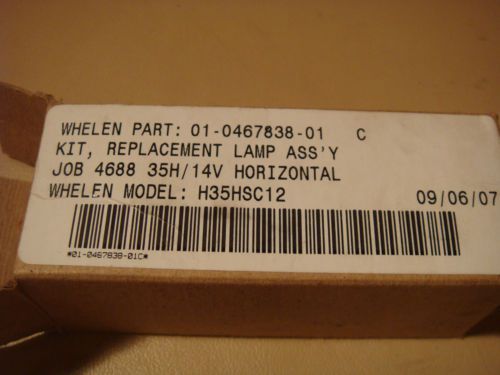 WHELEN PART: 01-0467838-01 C
KIT, REPLACEMENT LAMP ASS'Y
JOB 4688 35H/14V HORIZONTAL
WHELEN MODEL: H35HSC12 09/06/07
*01-0467838-01C*